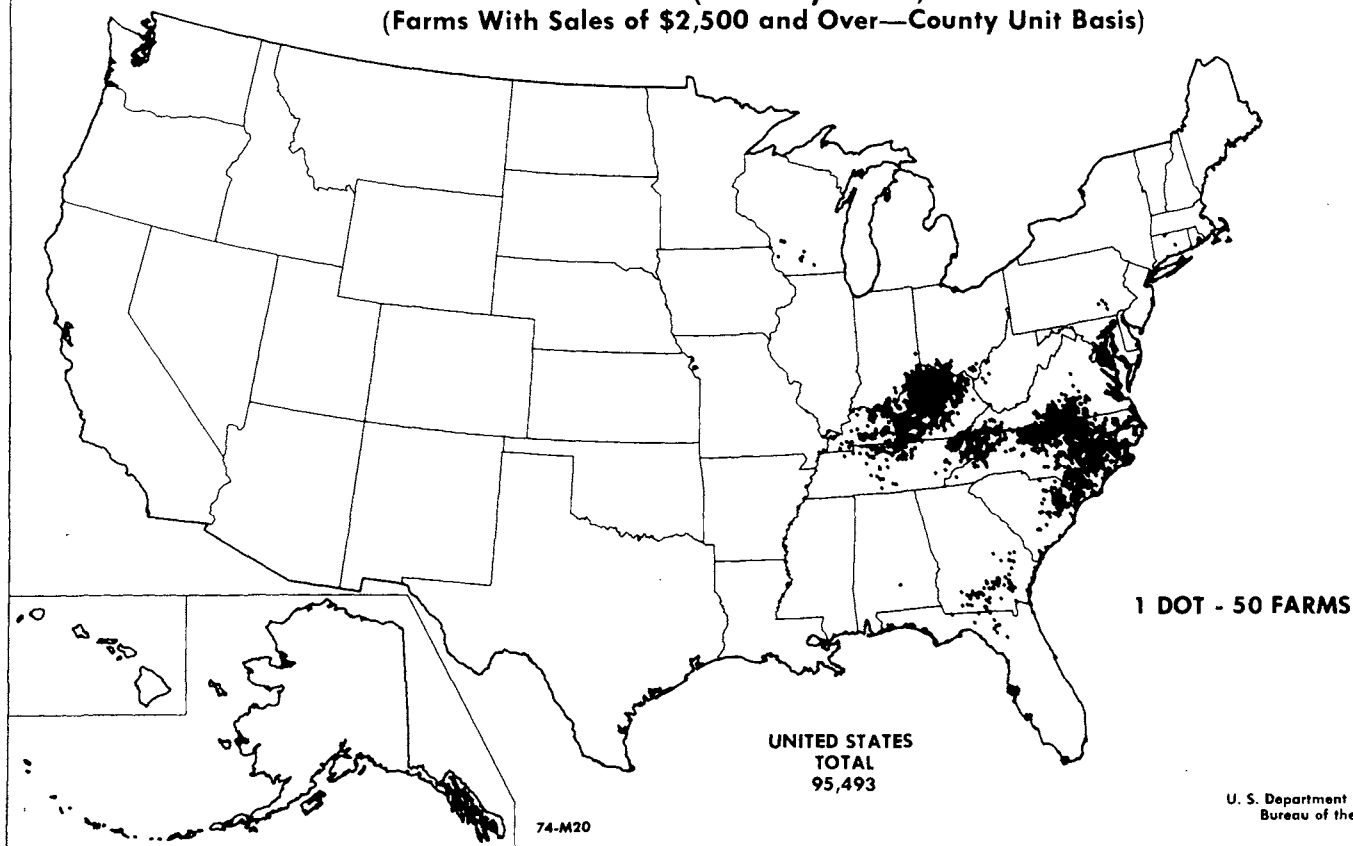 (Farms With Sales of $2,500 and Over—County Unit Basis)
1 DOT - 50 FARMS
UNITED STATES
TOTAL
95,493
U. S. Department
Bureau of the
74-M20